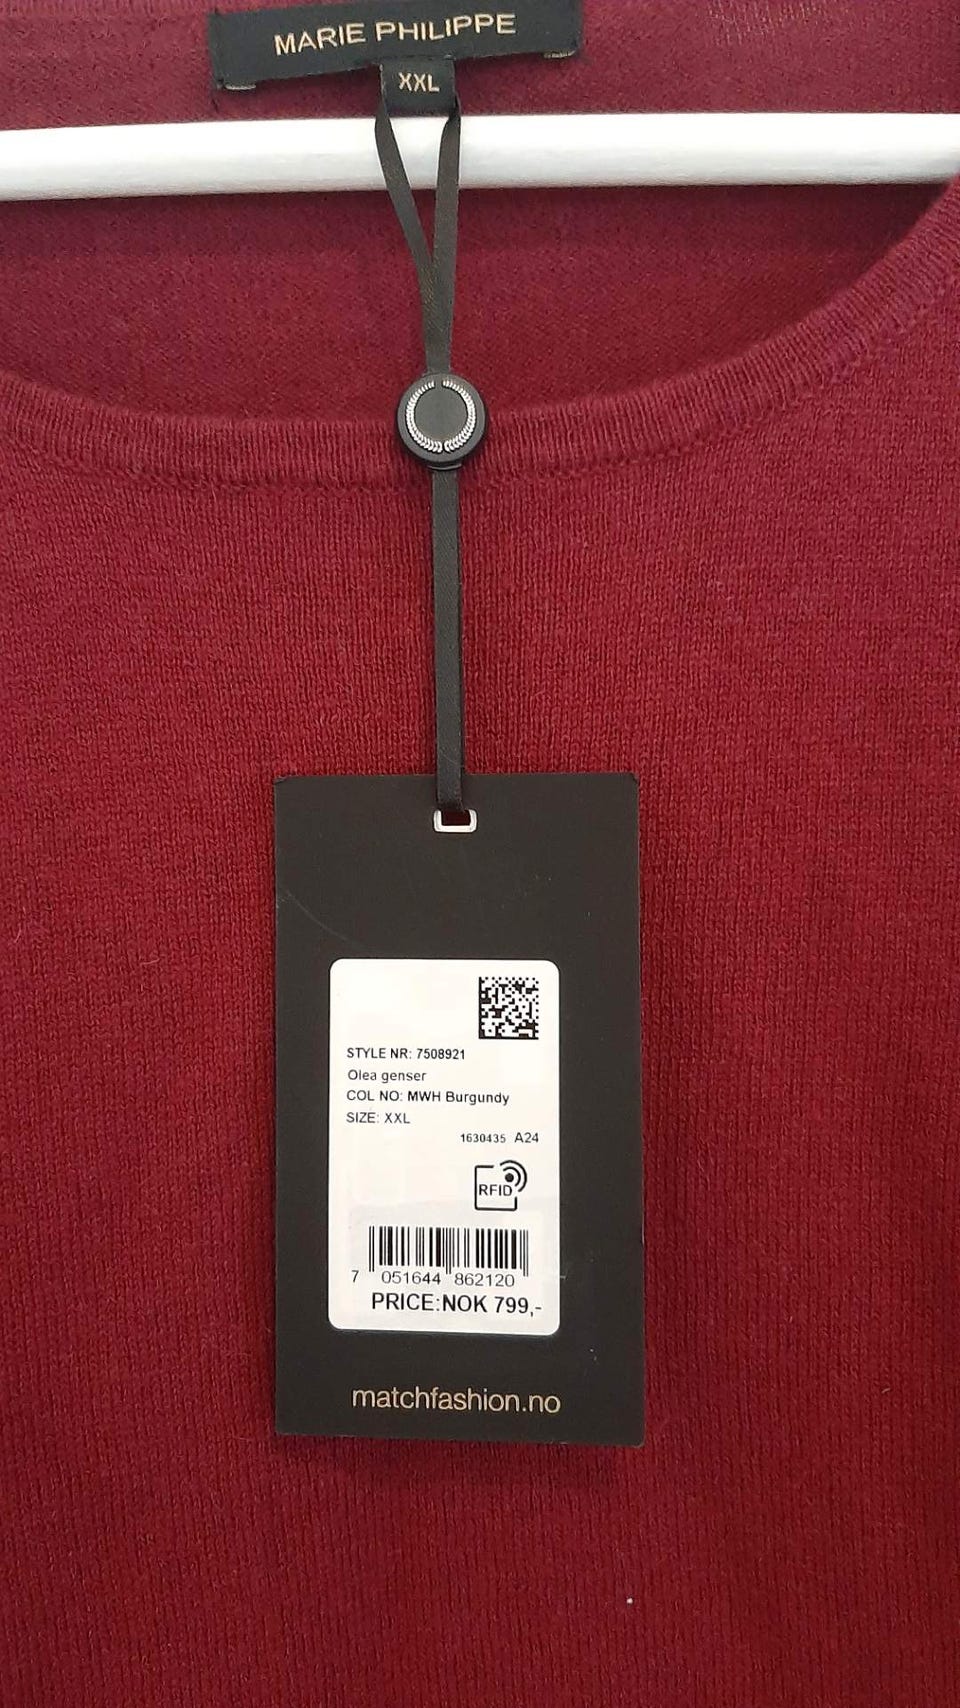 MARIE PHILIPPE
XXL
STYLE NR: 7508921
Olea genser
COL NO: MWH Burgundy
SIZE: XXL
1630435 A24
RFID
7 051644 862120
PRICE:NOK 799,-
matchfashion.no